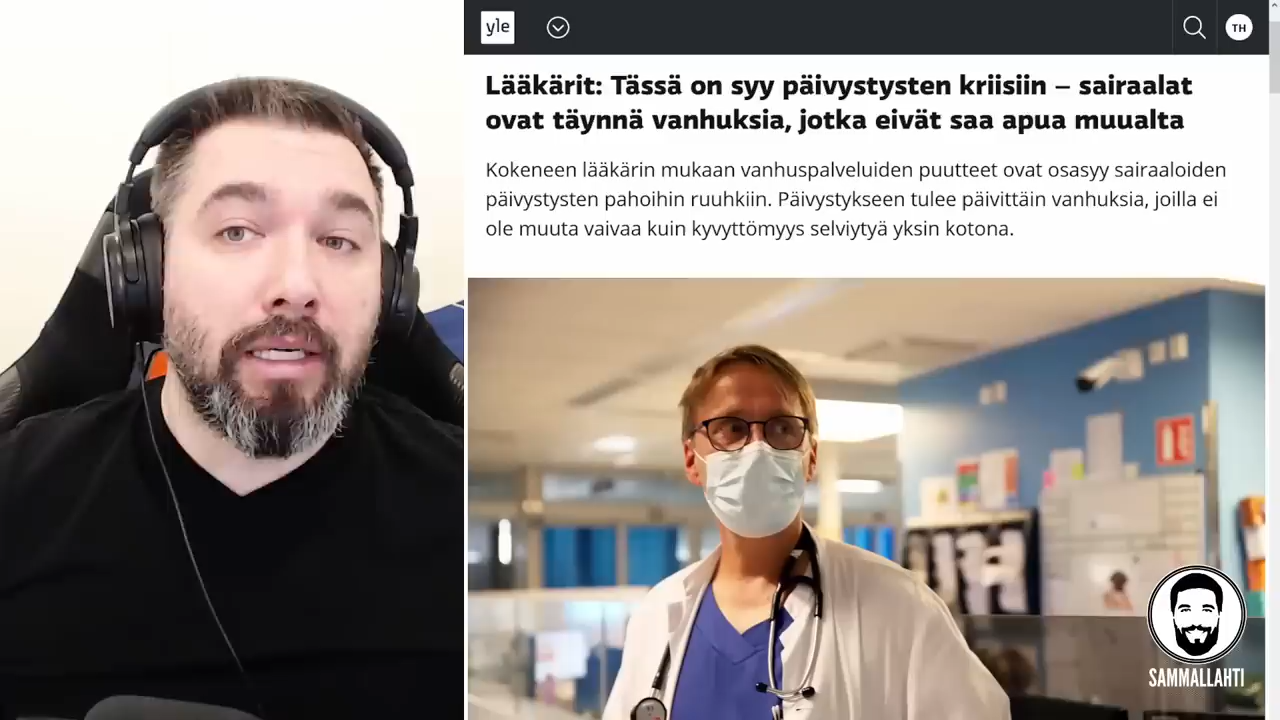 yle
TH
Lääkärit: Tässä on syy päivystysten kriisiin – sairaalat
ovat täynnä vanhuksia, jotka eivät saa apua muualta
Kokeneen lääkärin mukaan vanhuspalveluiden puutteet ovat osasyy sairaaloiden
päivystysten pahoihin ruuhkiin. Päivystykseen tulee päivittäin vanhuksia, joilla ei
ole muuta vaivaa kuin kyvyttömyys selviytyä yksin kotona.
SAMMALLAHTI